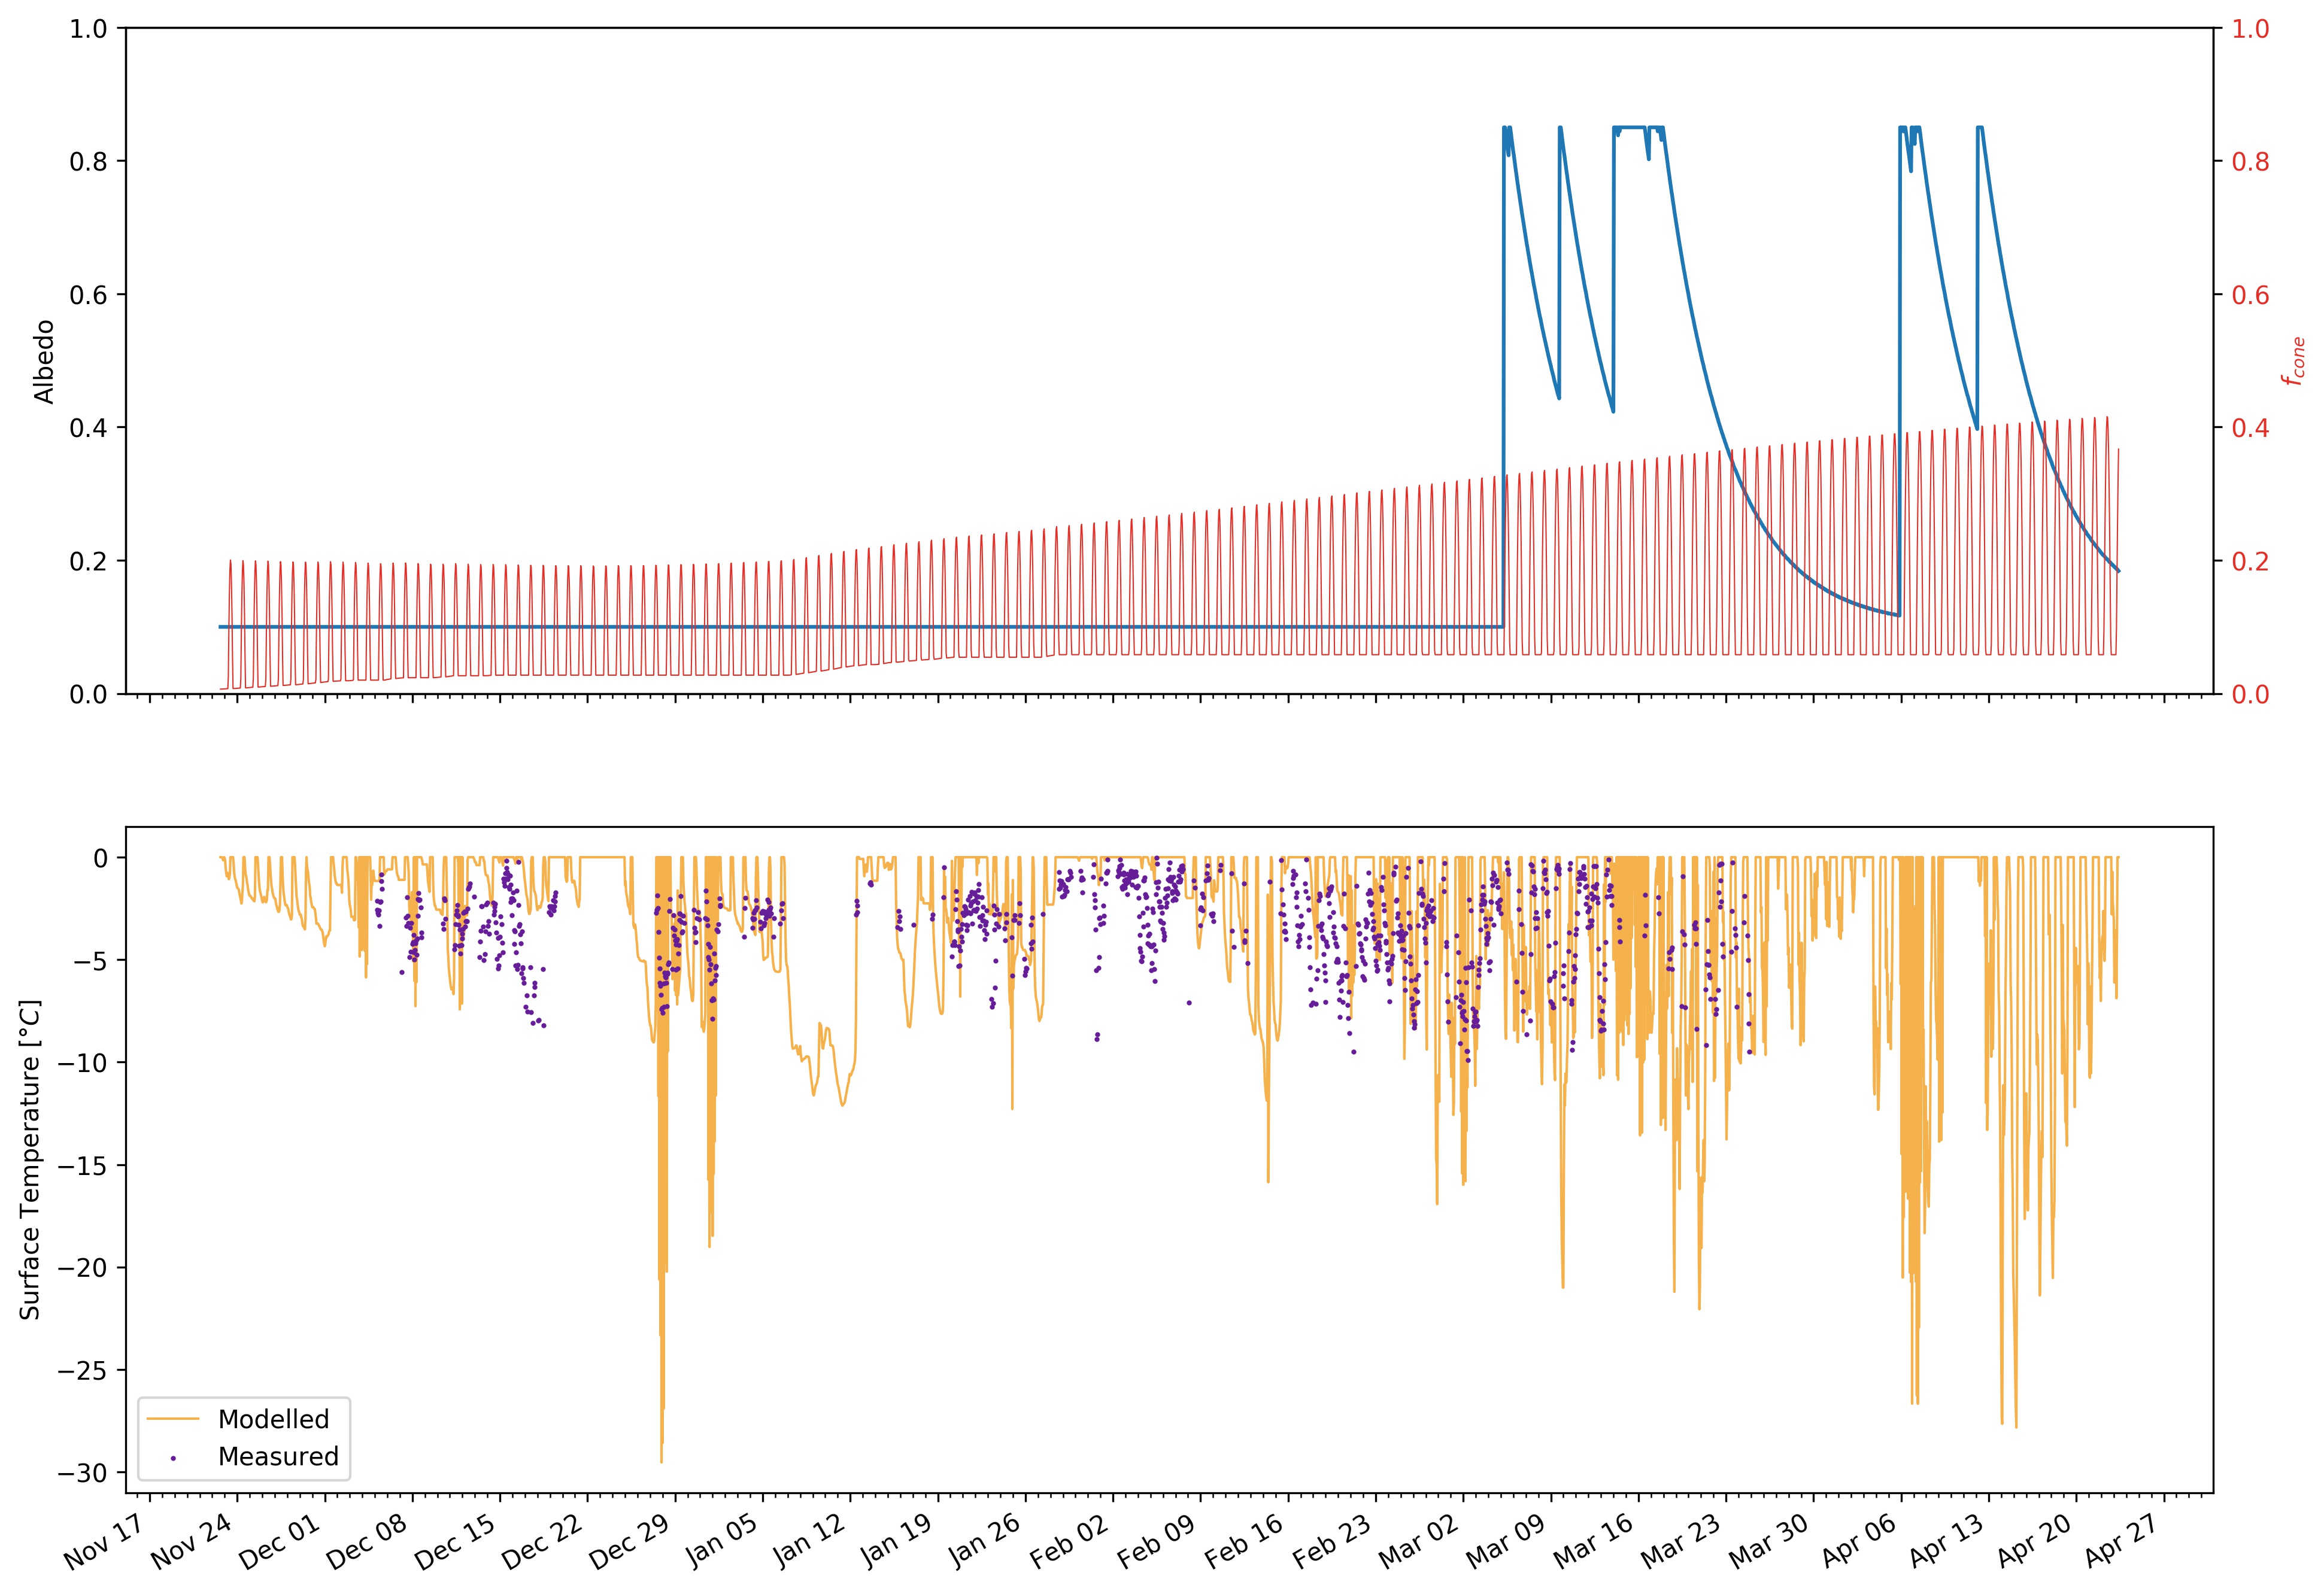 1.0
0.8
0.6
0.4
0.2
0.0
Albedo
1.0
0.8
0.6
0.4
0.2
0.0
fcone
0
−5
−10
−15
−20
−25
−30
Surface Temperature [°C]
Modelled
Measured
Nov 17
Nov 24
Dec 01
Dec 08
Dec 15
Dec 22
Dec 29
Jan 05
Jan 12
Jan 19
Jan 26
Feb 02
Feb 09
Feb 16
Feb 23
Mar 02
Mar 09
Mar 16
Mar 23
Mar 30
Apr 06
Apr 13
Apr 20
Apr 27